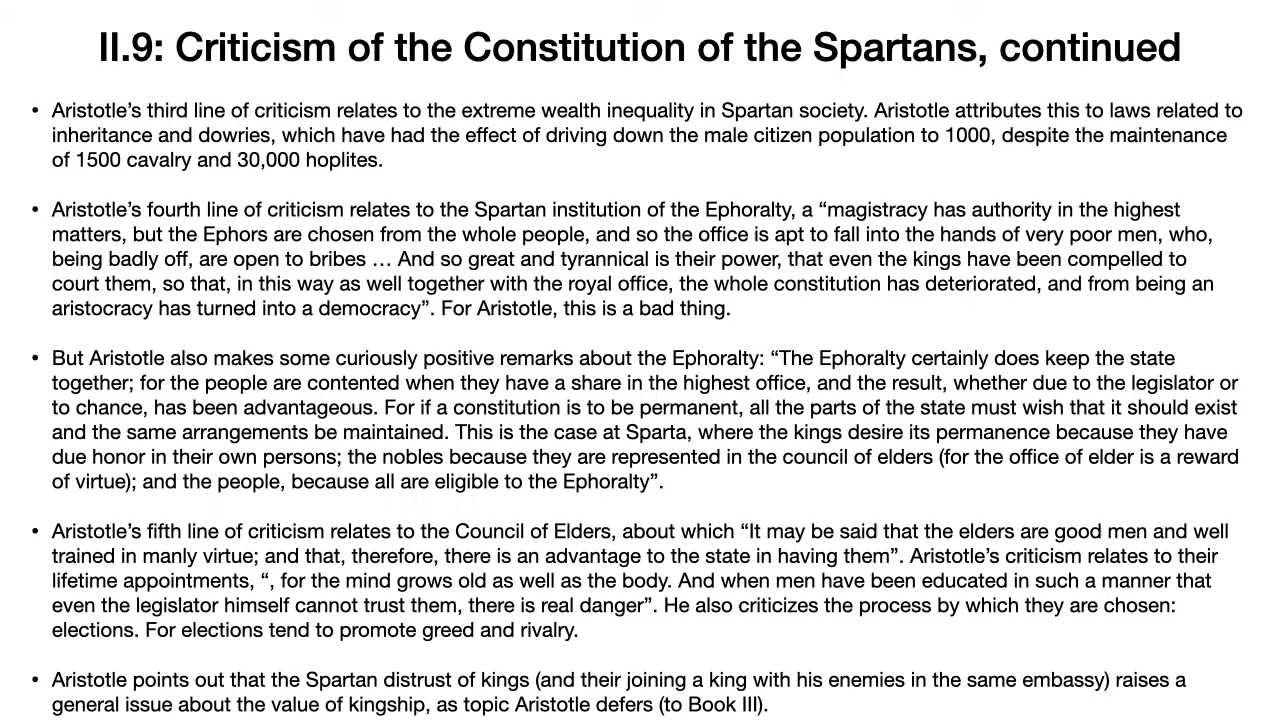 II.9: Criticism of the Constitution of the Spartans, continued
• Aristotle’s third line of criticism relates to the extreme wealth inequality in Spartan society. Aristotle attributes this to laws related to
inheritance and dowries, which have had the effect of driving down the male citizen population to 1000, despite the maintenance
of 1500 cavalry and 30,000 hoplites.
• Aristotle’s fourth line of criticism relates to the Spartan institution of the Ephoralty, a “magistracy has authority in the highest
matters, but the Ephors are chosen from the whole people, and so the office is apt to fall into the hands of very poor men, who,
being badly off, are open to bribes … And so great and tyrannical is their power, that even the kings have been compelled to
court them, so that, in this way as well together with the royal office, the whole constitution has deteriorated, and from being an
aristocracy has turned into a democracy”. For Aristotle, this is a bad thing.
• But Aristotle also makes some curiously positive remarks about the Ephoralty: “The Ephoralty certainly does keep the state
together; for the people are contented when they have a share in the highest office, and the result, whether due to the legislator or
to chance, has been advantageous. For if a constitution is to be permanent, all the parts of the state must wish that it should exist
and the same arrangements be maintained. This is the case at Sparta, where the kings desire its permanence because they have
due honor in their own persons; the nobles because they are represented in the council of elders (for the office of elder is a reward
of virtue); and the people, because all are eligible to the Ephoralty”.
• Aristotle’s fifth line of criticism relates to the Council of Elders, about which “It may be said that the elders are good men and well
trained in manly virtue; and that, therefore, there is an advantage to the state in having them”. Aristotle’s criticism relates to their
lifetime appointments, “, for the mind grows old as well as the body. And when men have been educated in such a manner that
even the legislator himself cannot trust them, there is real danger”. He also criticizes the process by which they are chosen:
elections. For elections tend to promote greed and rivalry.
• Aristotle points out that the Spartan distrust of kings (and their joining a king with his enemies in the same embassy) raises a
general issue about the value of kingship, as topic Aristotle defers (to Book III).